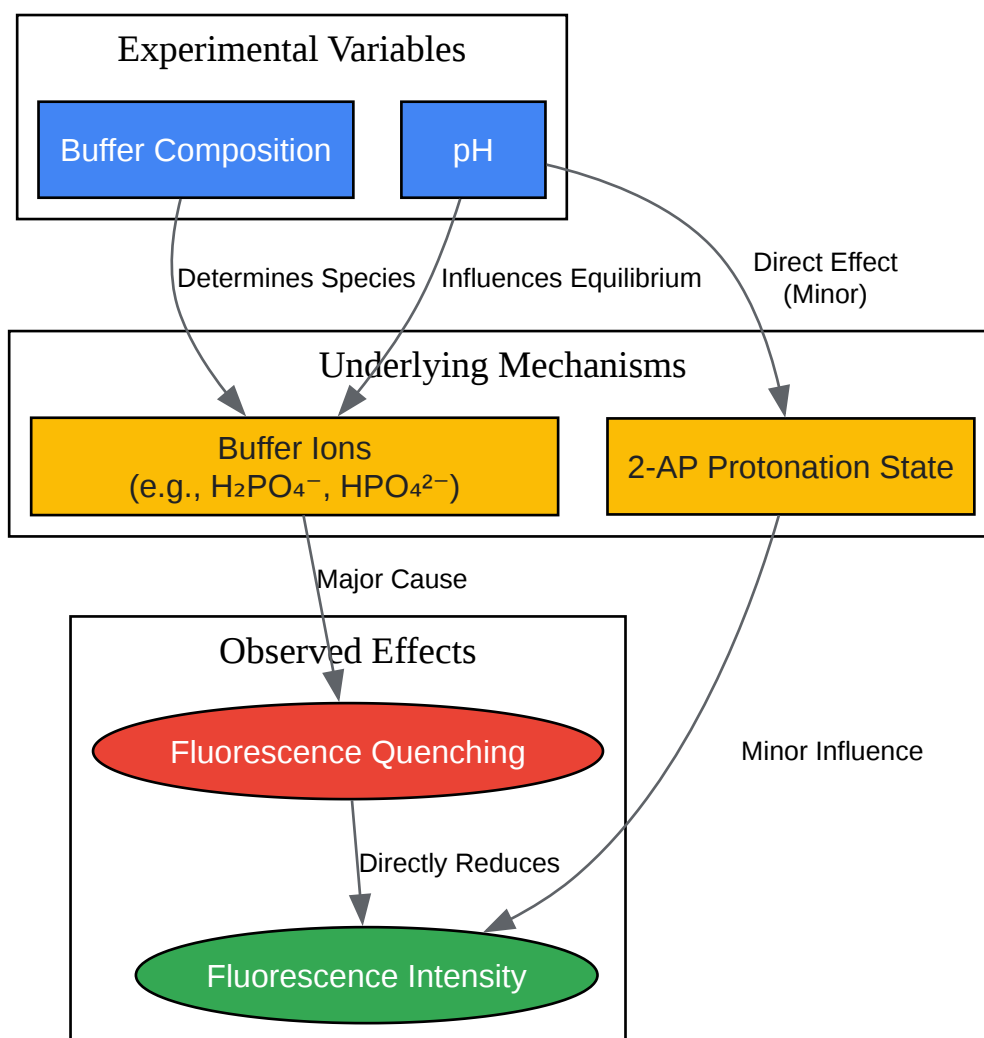 Experimental Variables
Buffer Composition
pH
Determines Species
Influences Equilibrium
Direct Effect
(Minor)
Underlying Mechanisms
Buffer Ions
(e.g., H₂PO₄⁻, HPO₄²⁻)
2-AP Protonation State
Major Cause
Observed Effects
Fluorescence Quenching
Minor Influence
Directly Reduces
Fluorescence Intensity